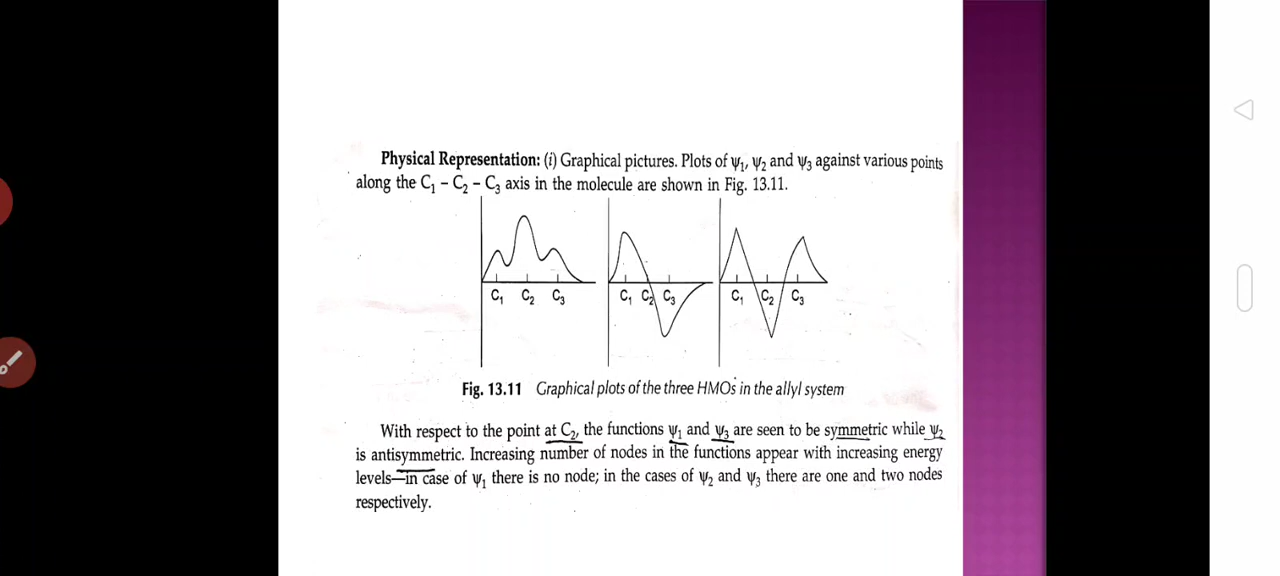 Physical Representation: (i) Graphical pictures. Plots of ψ₁, ψ₂ and ψ₃ against various points
along the C₁ – C₂ – C₃ axis in the molecule are shown in Fig. 13.11.
C₁ C₂ C₃ C₁ C₂ C₃ C₁ C₂ C₃
Fig. 13.11 Graphical plots of the three HMOs in the allyl system
With respect to the point at C₂, the functions ψ₁ and ψ₃ are seen to be symmetric while ψ₂
is antisymmetric. Increasing number of nodes in the functions appear with increasing energy
levels—in case of ψ₁ there is no node; in the cases of ψ₂ and ψ₃ there are one and two nodes
respectively.